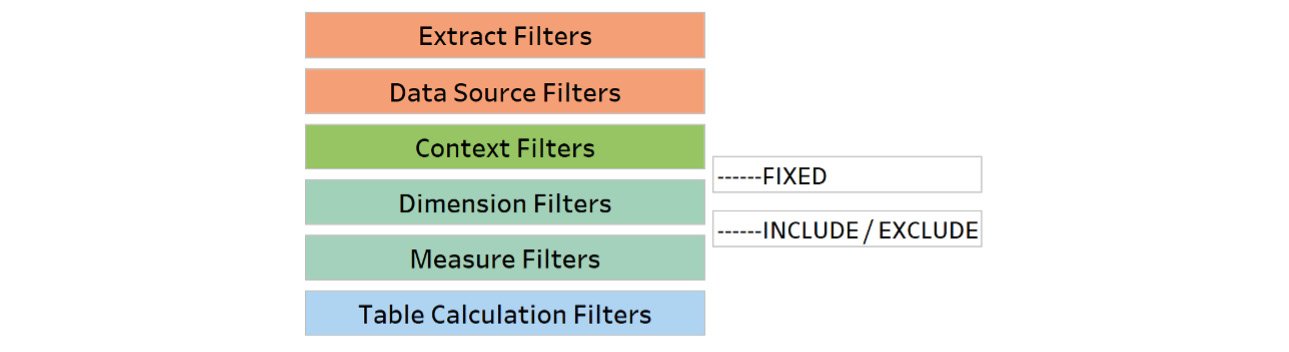 Extract Filters
Data Source Filters
Context Filters
------FIXED
Dimension Filters
------INCLUDE / EXCLUDE
Measure Filters
Table Calculation Filters